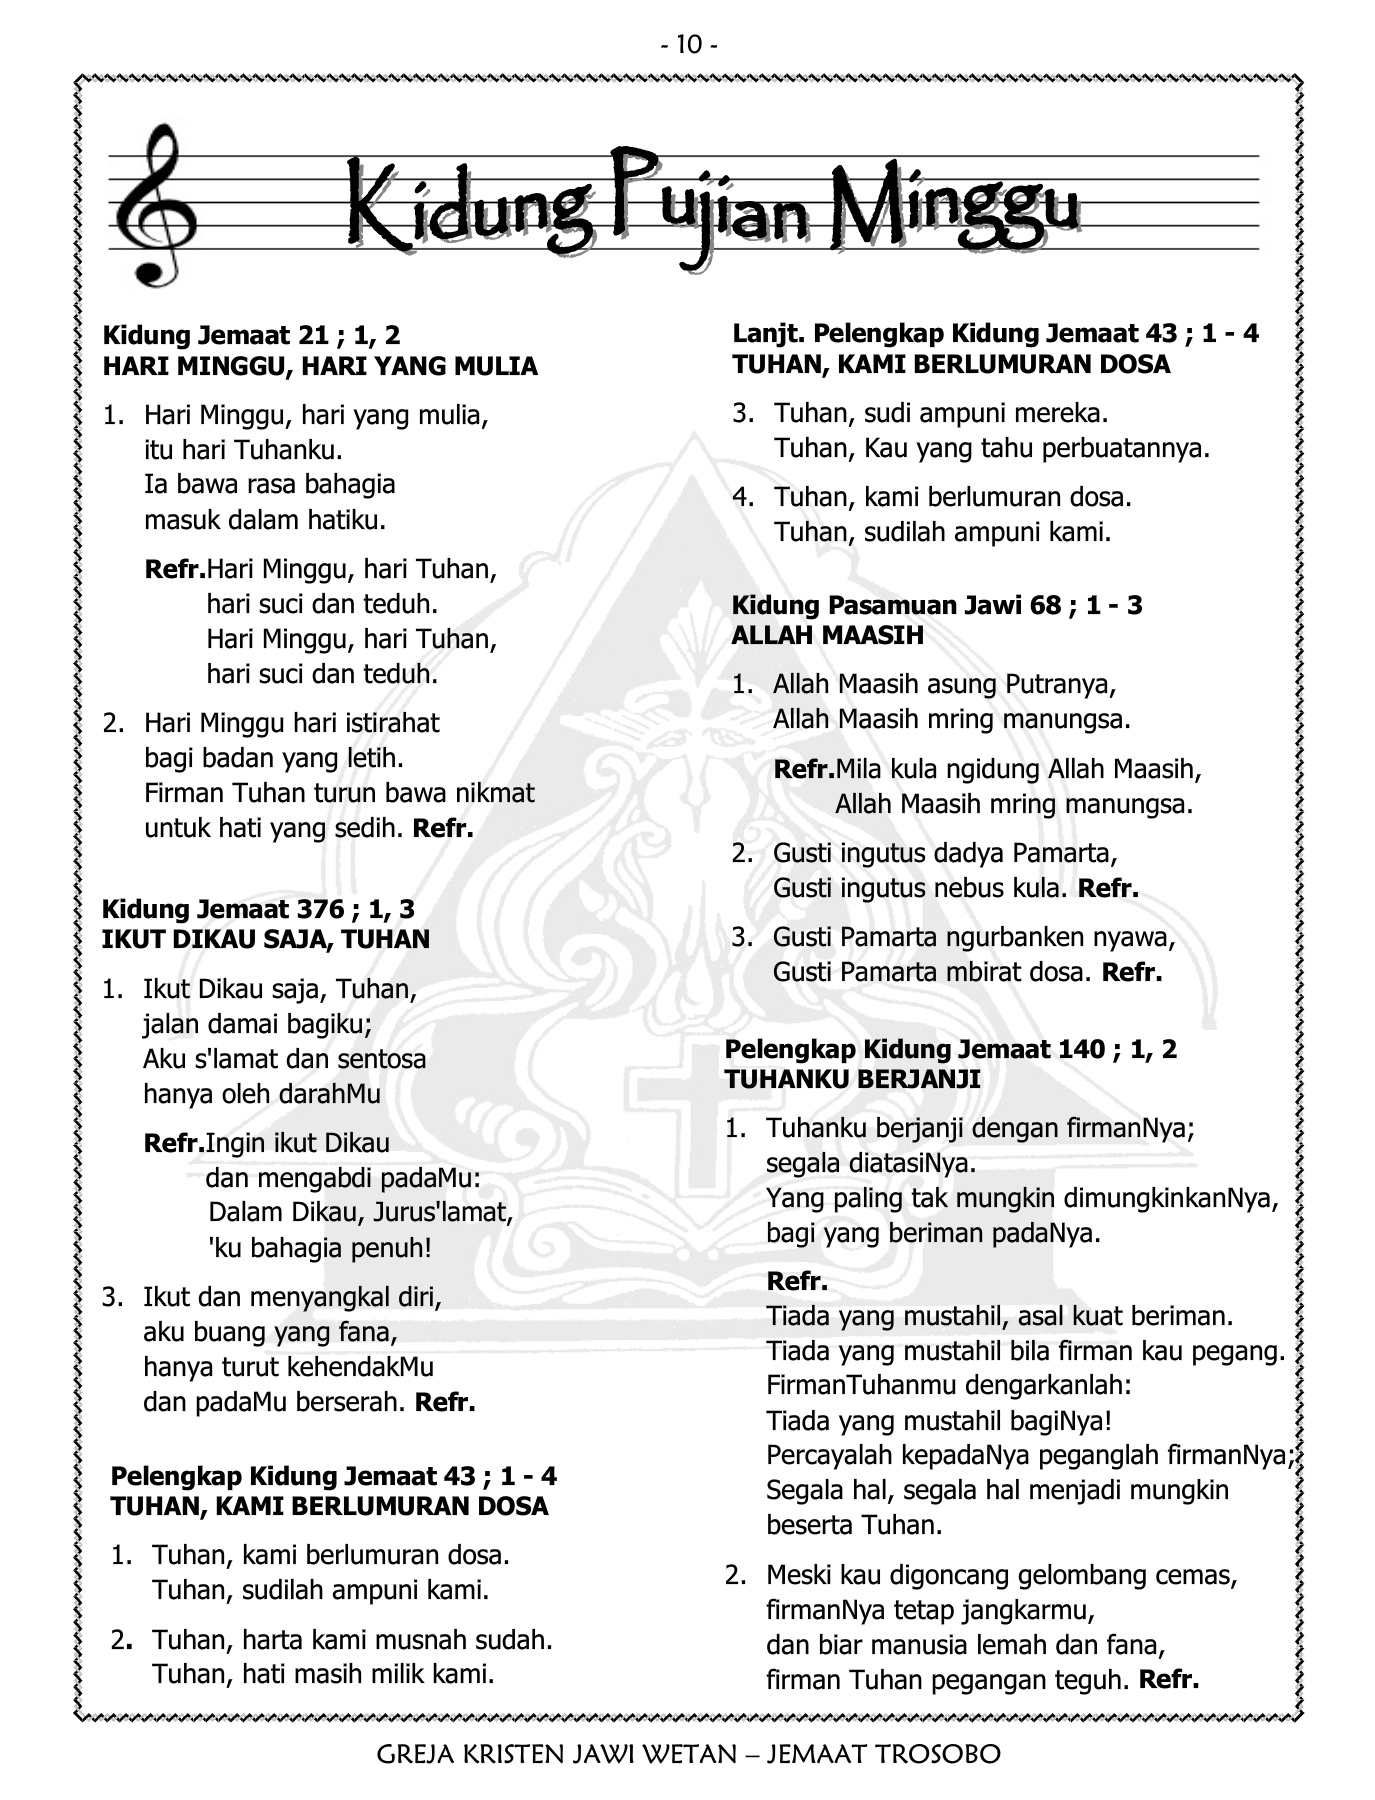 - 10 -
Kidung Pujian Minggu
Kidung Jemaat 21 ; 1, 2
HARI MINGGU, HARI YANG MULIA
1. Hari Minggu, hari yang mulia,
itu hari Tuhanku.
Ia bawa rasa bahagia
masuk dalam hatiku.
Refr.Hari Minggu, hari Tuhan,
hari suci dan teduh.
Hari Minggu, hari Tuhan,
hari suci dan teduh.
2. Hari Minggu hari istirahat
bagi badan yang letih.
Firman Tuhan turun bawa nikmat
untuk hati yang sedih. Refr.
Kidung Jemaat 376 ; 1, 3
IKUT DIKAU SAJA, TUHAN
1. Ikut Dikau saja, Tuhan,
jalan damai bagiku;
Aku s'lamat dan sentosa
hanya oleh darahMu
Refr.Ingin ikut Dikau
dan mengabdi padaMu:
Dalam Dikau, Jurus'lamat,
'ku bahagia penuh!
3. Ikut dan menyangkal diri,
aku buang yang fana,
hanya turut kehendakMu
dan padaMu berserah. Refr.
Pelengkap Kidung Jemaat 43 ; 1 - 4
TUHAN, KAMI BERLUMURAN DOSA
1. Tuhan, kami berlumuran dosa.
Tuhan, sudilah ampuni kami.
2. Tuhan, harta kami musnah sudah.
Tuhan, hati masih milik kami.
Lanjt. Pelengkap Kidung Jemaat 43 ; 1 - 4
TUHAN, KAMI BERLUMURAN DOSA
3. Tuhan, sudi ampuni mereka.
Tuhan, Kau yang tahu perbuatannya.
4. Tuhan, kami berlumuran dosa.
Tuhan, sudilah ampuni kami.
Kidung Pasamuan Jawi 68 ; 1 - 3
ALLAH MAASIH
1. Allah Maasih asung Putranya,
Allah Maasih mring manungsa.
Refr.Mila kula ngidung Allah Maasih,
Allah Maasih mring manungsa.
2. Gusti ingutus dadya Pamarta,
Gusti ingutus nebus kula. Refr.
3. Gusti Pamarta ngurbanken nyawa,
Gusti Pamarta mbirat dosa. Refr.
Pelengkap Kidung Jemaat 140 ; 1, 2
TUHANKU BERJANJI
1. Tuhanku berjanji dengan firmanNya;
segala diatasiNya.
Yang paling tak mungkin dimungkinkanNya,
bagi yang beriman padaNya.
Refr.
Tiada yang mustahil, asal kuat beriman.
Tiada yang mustahil bila firman kau pegang.
FirmanTuhanmu dengarkanlah:
Tiada yang mustahil bagiNya!
Percayalah kepadaNya peganglah firmanNya;
Segala hal, segala hal menjadi mungkin
beserta Tuhan.
2. Meski kau digoncang gelombang cemas,
firmanNya tetap jangkarmu,
dan biar manusia lemah dan fana,
firman Tuhan pegangan teguh. Refr.
GREJA KRISTEN JAWI WETAN – JEMAAT TROSOBO